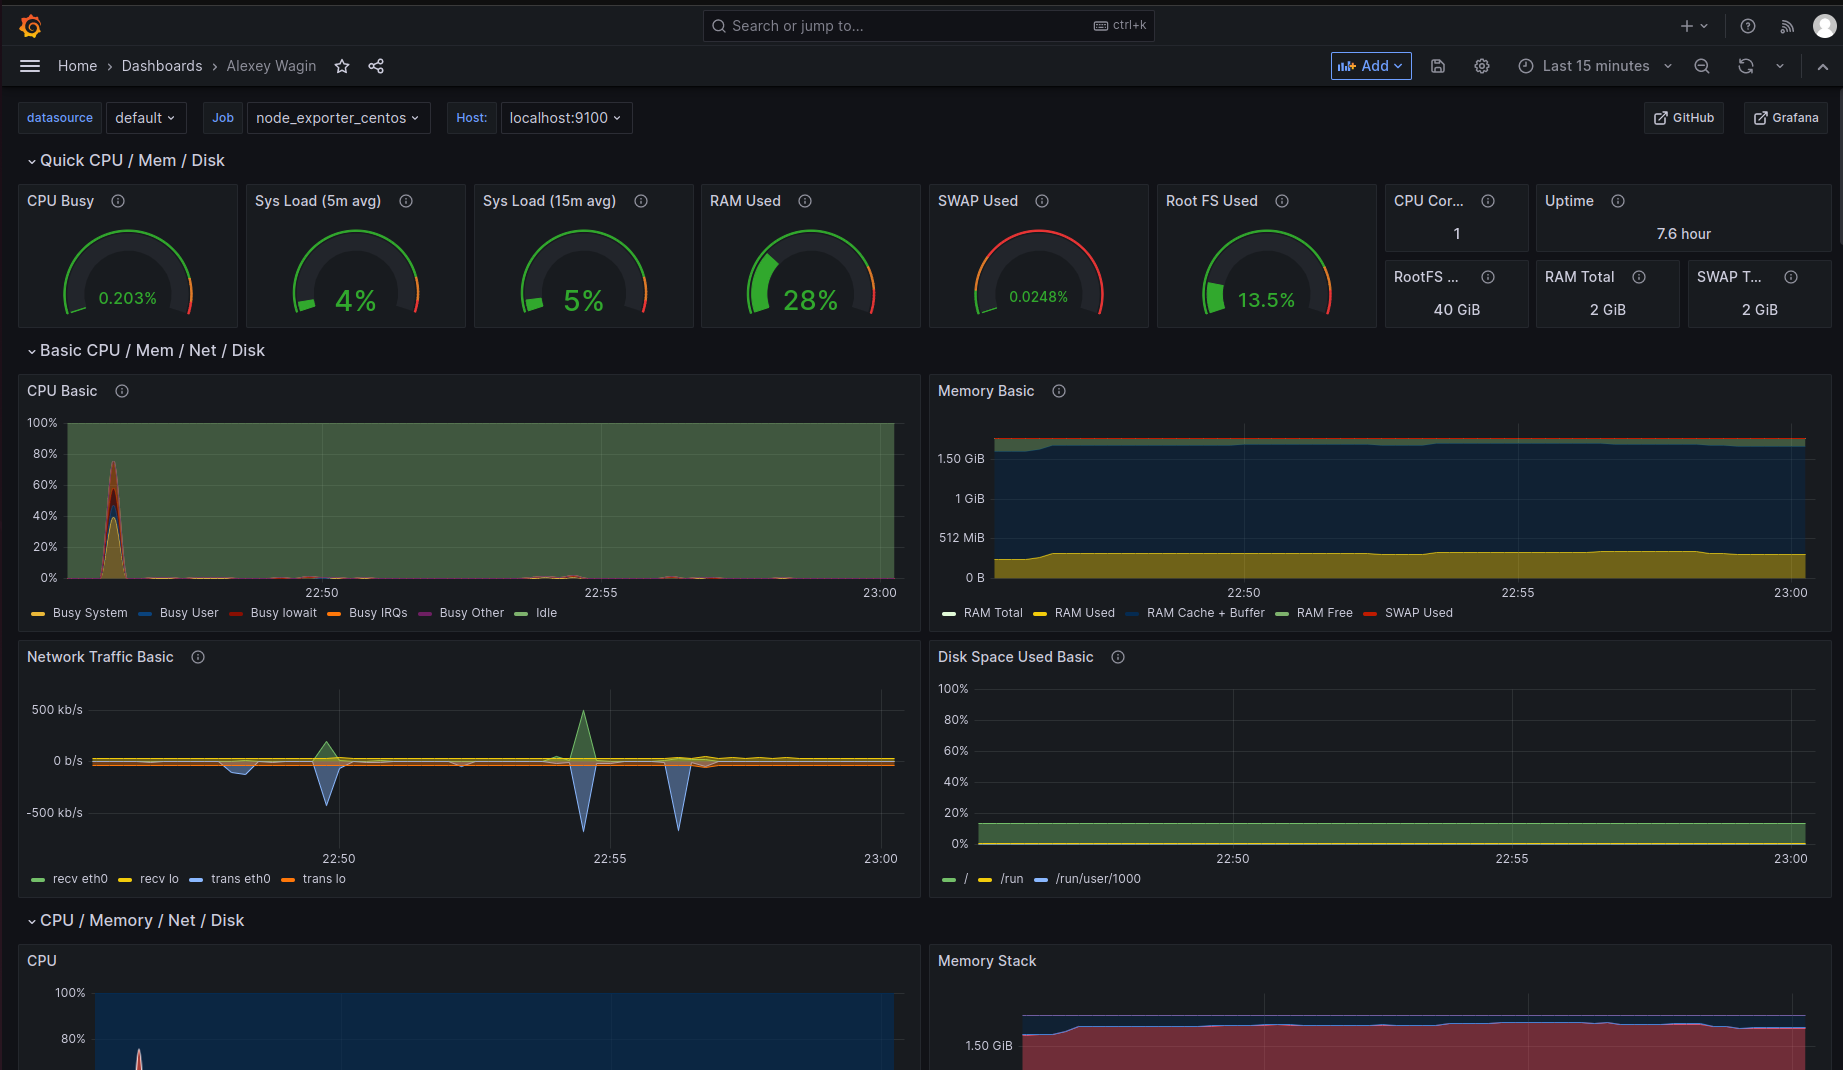 Search or jump to... ctrl+k
Home › Dashboards › Alexey Wagin Add Last 15 minutes
datasource default Job node_exporter_centos Host: localhost:9100 GitHub Grafana
Quick CPU / Mem / Disk
CPU Busy
0.203%
Sys Load (5m avg)
4%
Sys Load (15m avg)
5%
RAM Used
28%
SWAP Used
0.0248%
Root FS Used
13.5%
CPU Cor...
1
Uptime
7.6 hour
RootFS ...
40 GiB
RAM Total
2 GiB
SWAP T...
2 GiB
Basic CPU / Mem / Net / Disk
CPU Basic
100%
80%
60%
40%
20%
0%
22:50 22:55 23:00
Busy System Busy User Busy Iowait Busy IRQs Busy Other Idle
Memory Basic
1.50 GiB
1 GiB
512 MiB
0 B
22:50 22:55 23:00
RAM Total RAM Used RAM Cache + Buffer RAM Free SWAP Used
Network Traffic Basic
500 kb/s
0 b/s
-500 kb/s
22:50 22:55 23:00
recv eth0 recv lo trans eth0 trans lo
Disk Space Used Basic
100%
80%
60%
40%
20%
0%
22:50 22:55 23:00
/ /run /run/user/1000
CPU / Memory / Net / Disk
CPU
100%
80%
Memory Stack
1.50 GiB